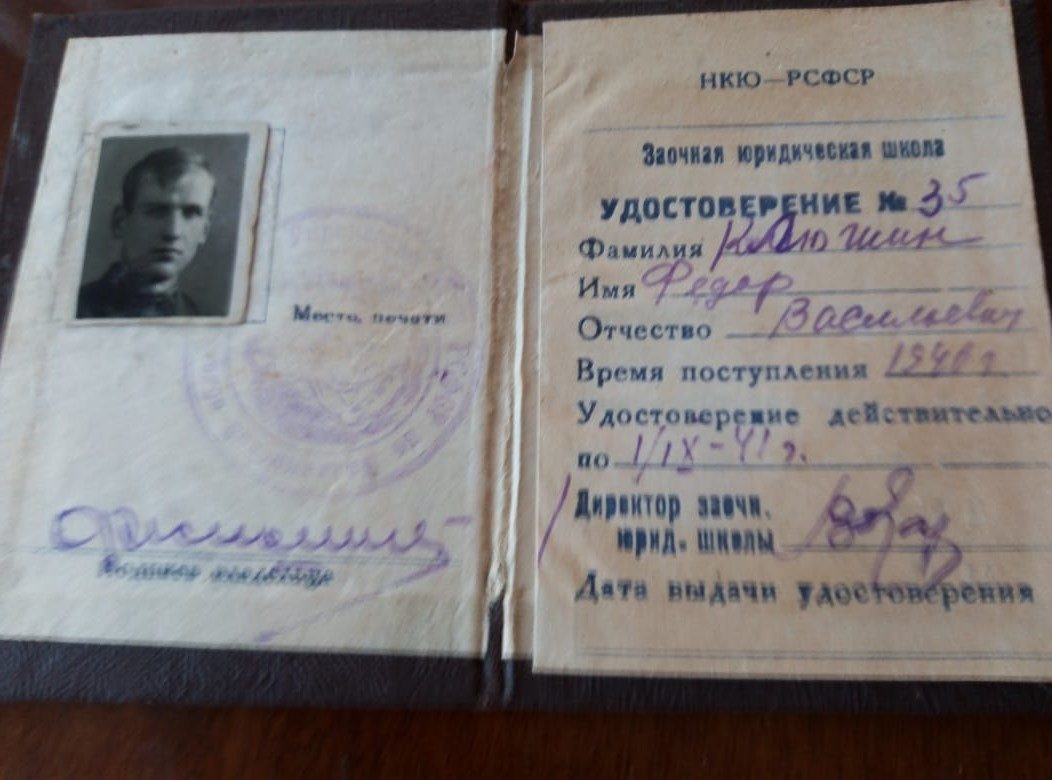 Место печати
НКЮ—РСФСР
Заочная юридическая школа
УДОСТОВЕРЕНИЕ № 35
Фамилия Клюжин
Имя Федор
Отчество Васильевич
Время поступления 1940 г
Удостоверение действительно
по 1/IX-41 г.
Директор заочн.
юрид. школы
Дата выдачи удостоверения